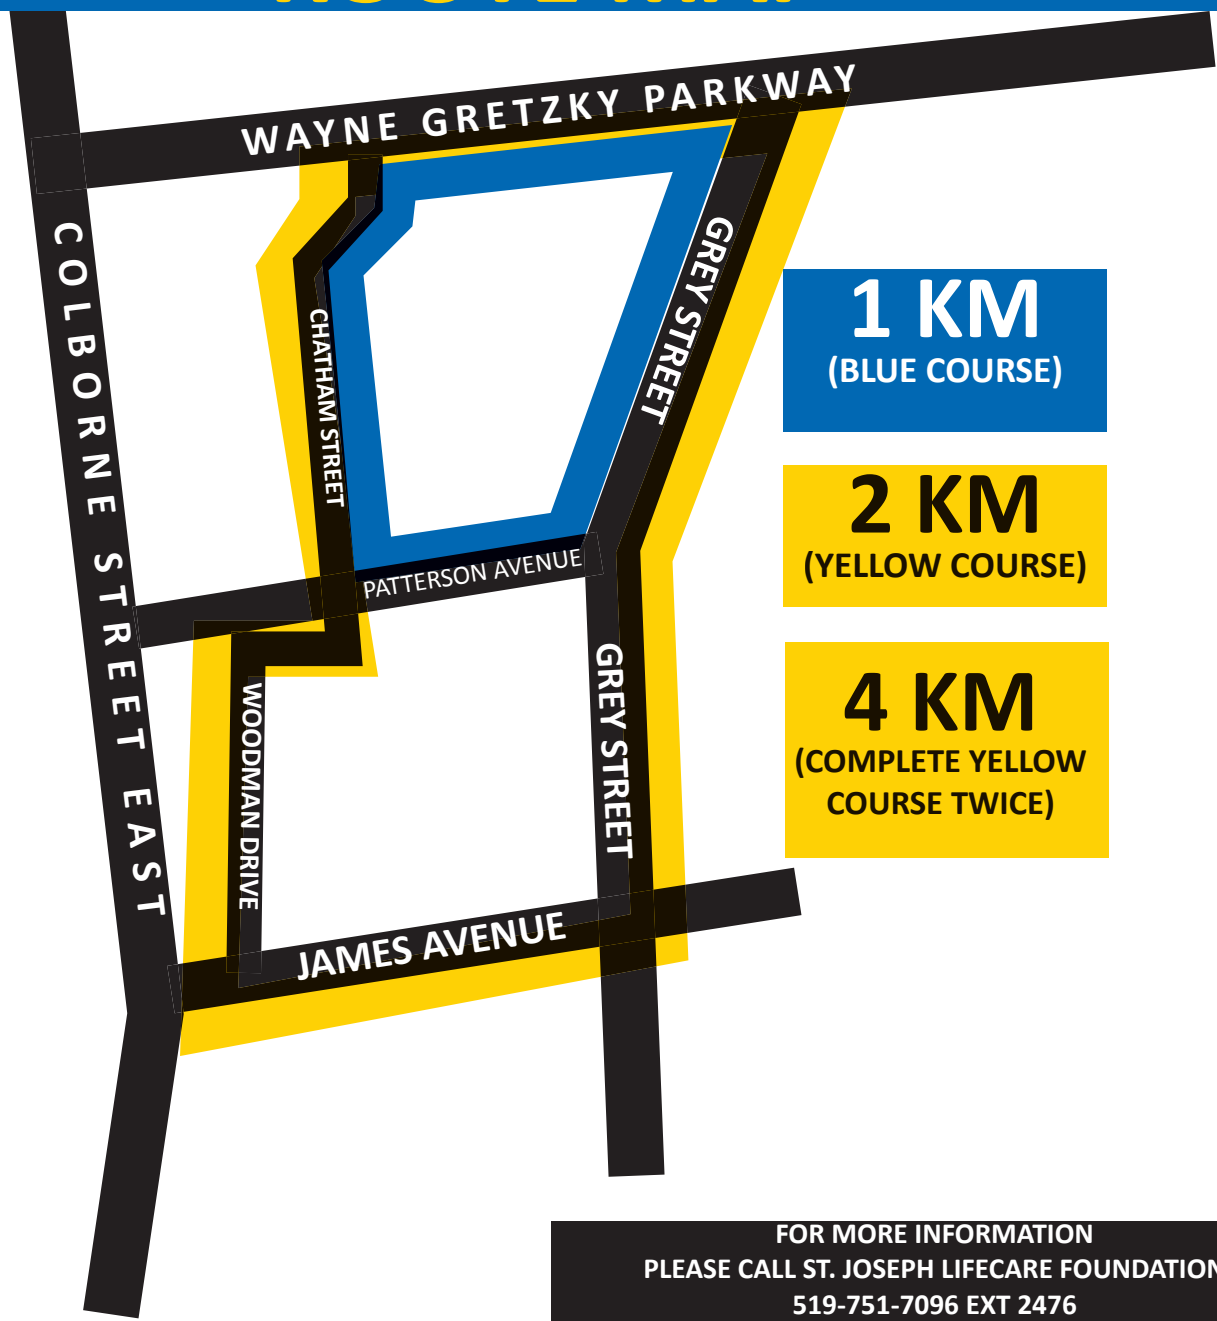 WAYNE GRETZKY PARKWAY
COLBORNE STREET EAST
GREY STREET
CHATHAM STREET
1 KM
(BLUE COURSE)
2 KM
(YELLOW COURSE)
PATTERSON AVENUE
WOODMAN DRIVE
GREY STREET
4 KM
(COMPLETE YELLOW
COURSE TWICE)
JAMES AVENUE
FOR MORE INFORMATION
PLEASE CALL ST. JOSEPH LIFECARE FOUNDATION
519-751-7096 EXT 2476